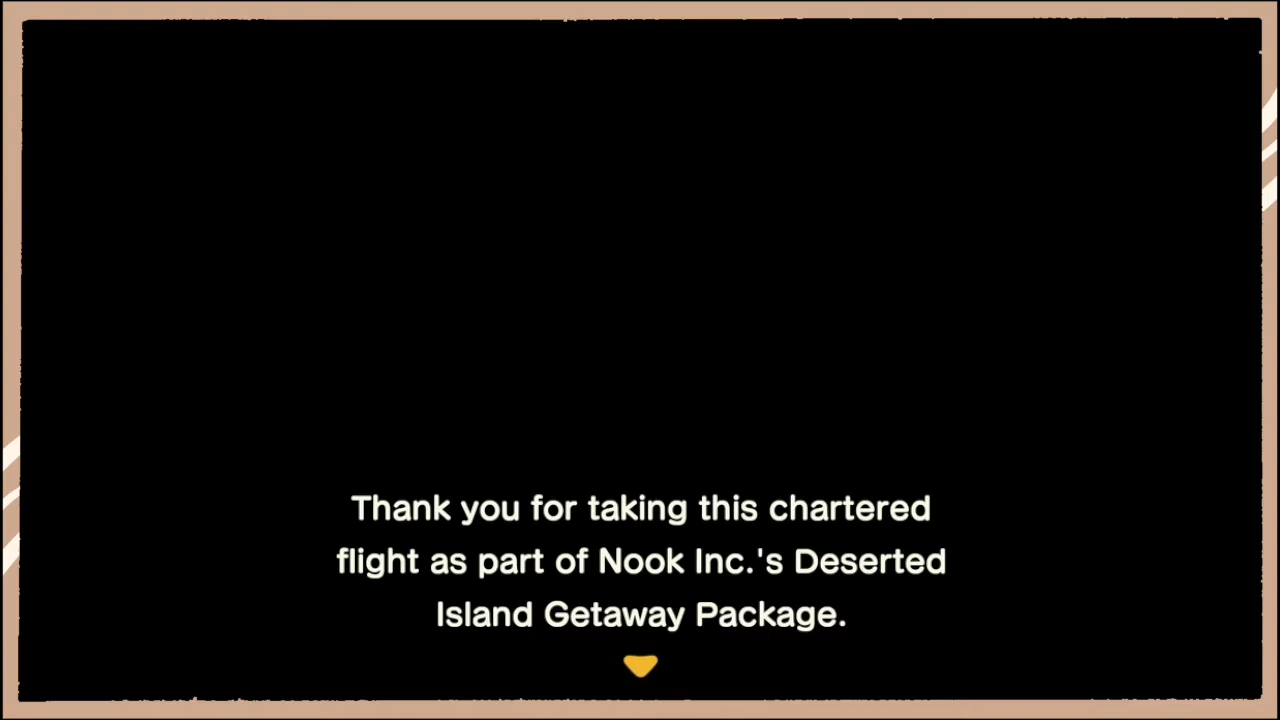 Thank you for taking this chartered
flight as part of Nook Inc.'s Deserted
Island Getaway Package.